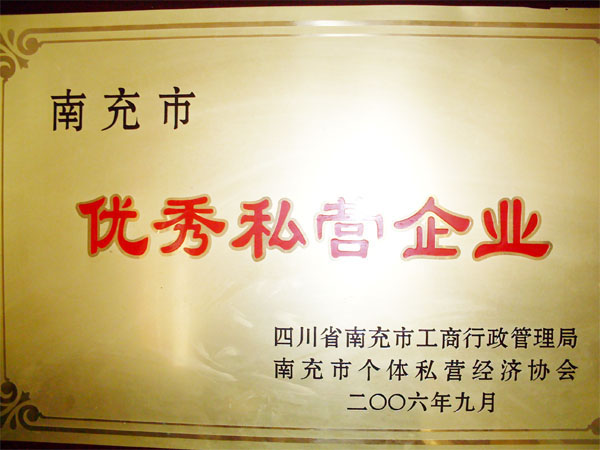 南充市
优秀私营企业
四川省南充市工商行政管理局
南充市个体私营经济协会
二〇〇六年九月